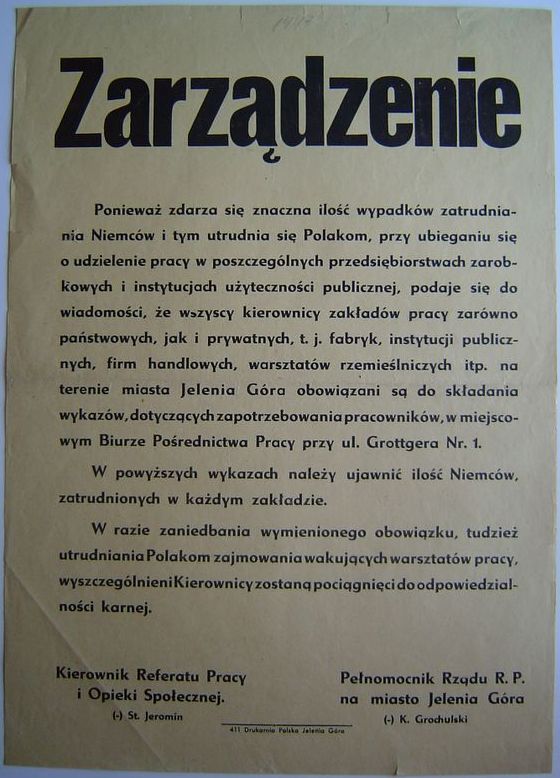 Zarządzenie
Ponieważ zdarza się znaczna ilość wypadków zatrudnia-
nia Niemców i tym utrudnia się Polakom, przy ubieganiu się
o udzielenie pracy w poszczególnych przedsiębiorstwach zarob-
kowych i instytucjach użyteczności publicznej, podaje się do
wiadomości, że wszyscy kierownicy zakładów pracy zarówno
państwowych, jak i prywatnych, t. j. fabryk, instytucji publicz-
nych, firm handlowych, warsztatów rzemieślniczych itp. na
terenie miasta Jelenia Góra obowiązani są do składania
wykazów, dotyczących zapotrzebowania pracowników, w miejsco-
wym Biurze Pośrednictwa Pracy przy ul. Grottgera Nr. 1.
W powyższych wykazach należy ujawnić ilość Niemców,
zatrudnionych w każdym zakładzie.
W razie zaniedbania wymienionego obowiązku, tudzież
utrudniania Polakom zajmowania wakujących warsztatów pracy,
wyszczególnieni Kierownicy zostaną pociągnięci do odpowiedzial-
ności karnej.
Kierownik Referatu Pracy
i Opieki Społecznej.
(-) St. Jeromin
Pełnomocnik Rządu R. P.
na miasto Jelenia Góra
(-) K. Grochulski
411 Drukarnia Polska Jelenia Góra